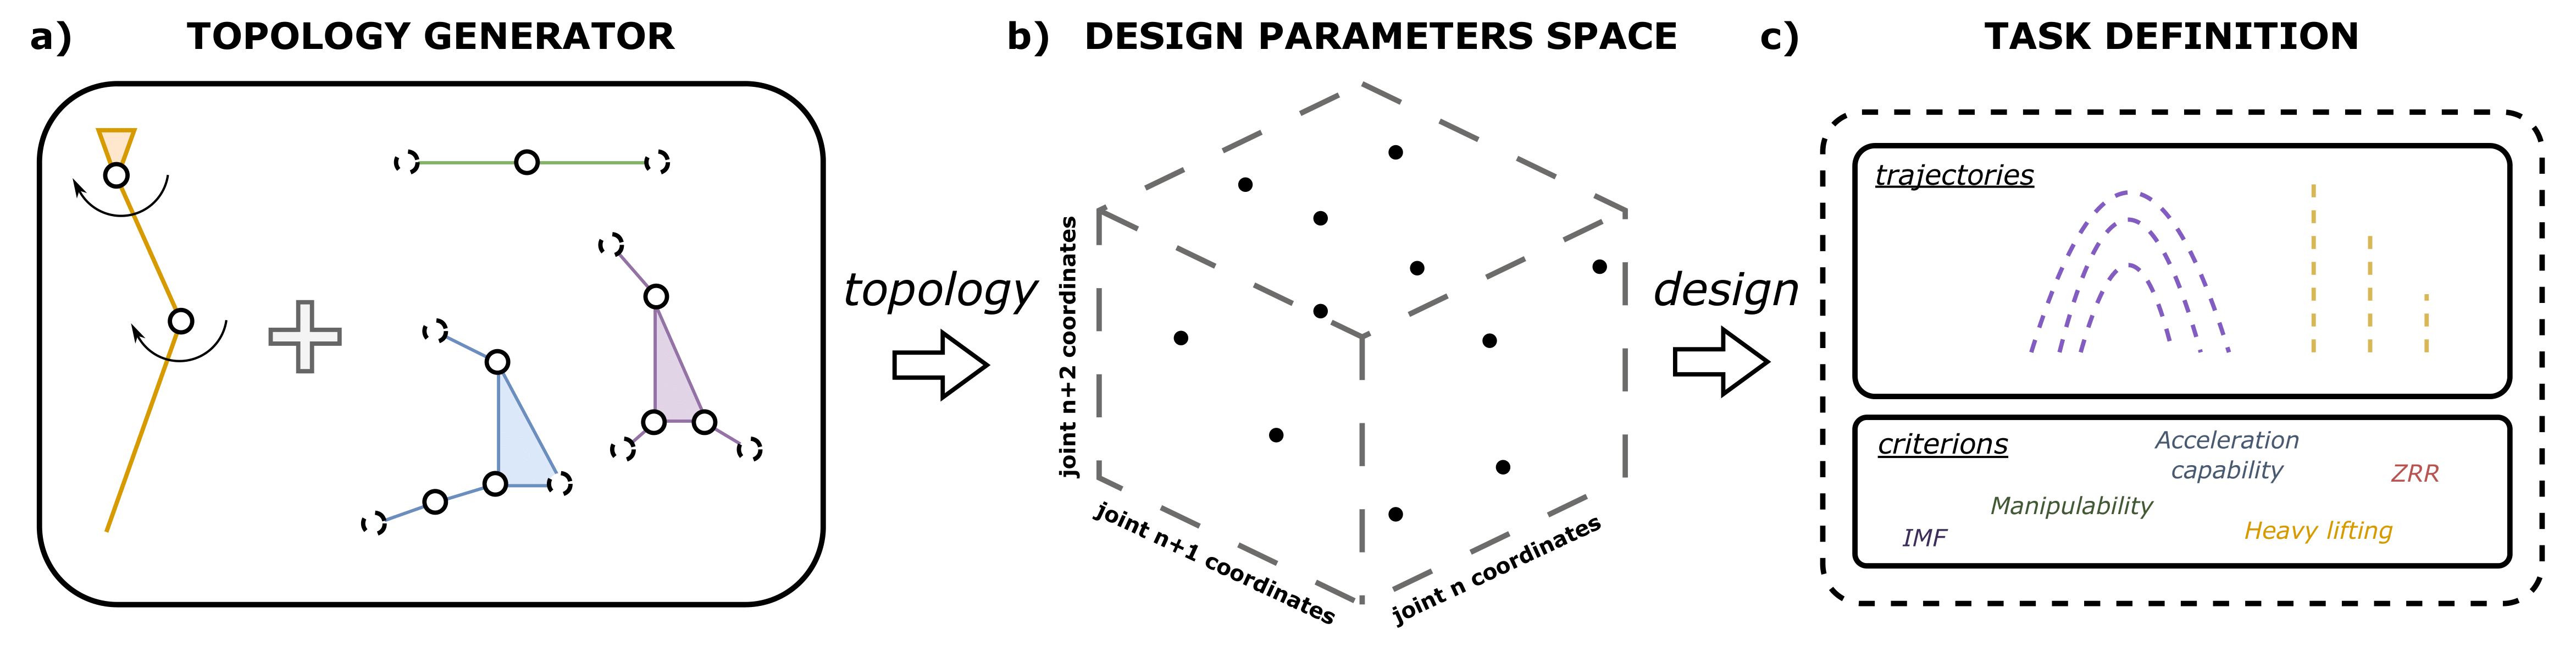 a) TOPOLOGY GENERATOR
b) DESIGN PARAMETERS SPACE
c) TASK DEFINITION
topology
joint n+2 coordinates
joint n+1 coordinates
joint n coordinates
design
trajectories
criterions
Acceleration
capability
ZRR
Manipulability
Heavy lifting
IMF